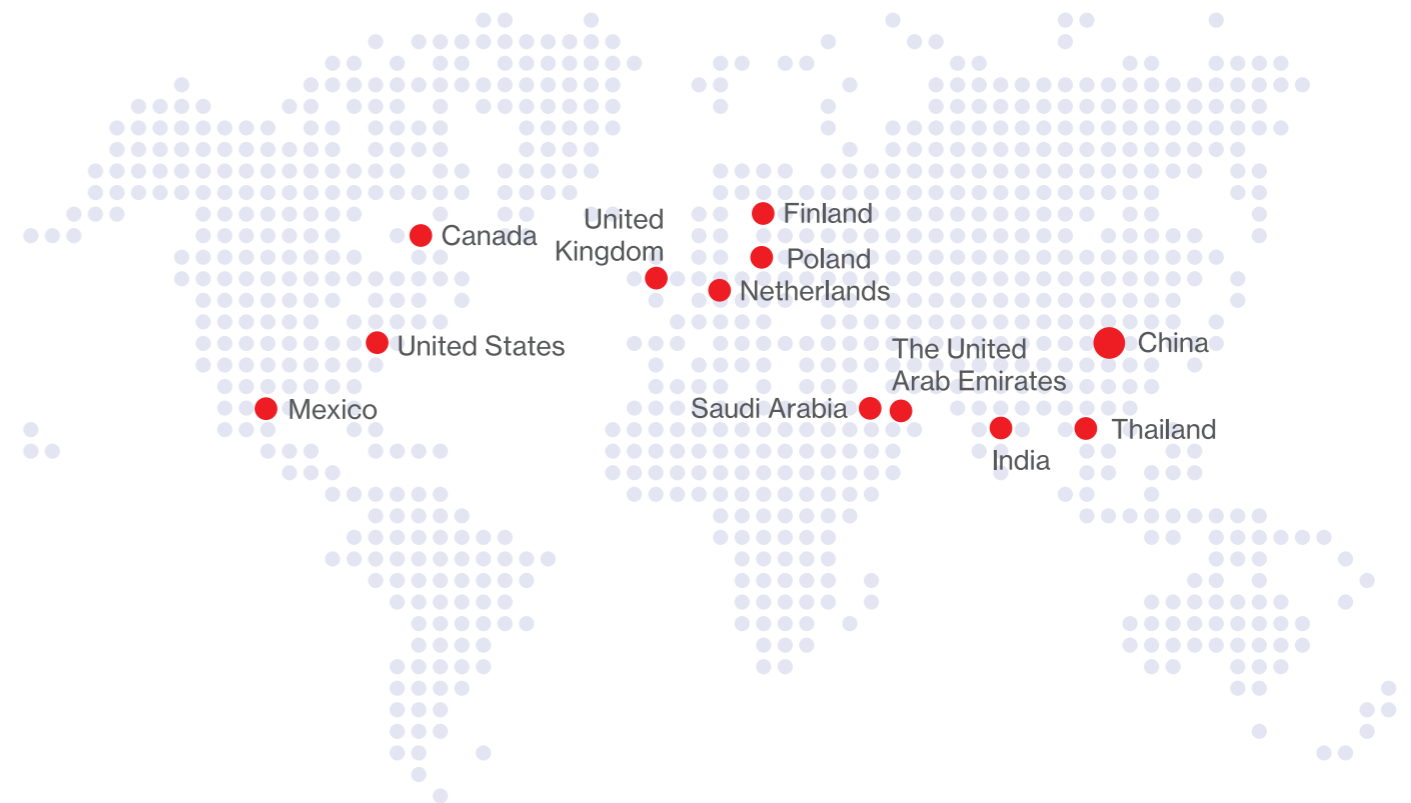 Finland
United
Kingdom
Canada
Poland
Netherlands
United States
The United
Arab Emirates
China
Mexico
Saudi Arabia
Thailand
India